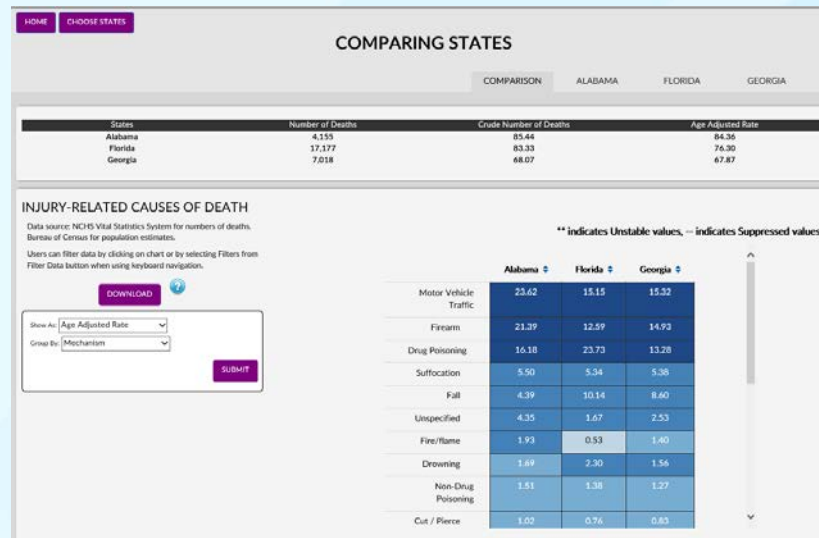 HOME CHOOSE STATES
COMPARING STATES
COMPARISON ALABAMA FLORIDA GEORGIA
States Number of Deaths Crude Number of Deaths Age Adjusted Rate
Alabama 4,155 85.44 84.36
Florida 17,177 83.33 76.30
Georgia 7,018 68.07 67.87
INJURY-RELATED CAUSES OF DEATH
Data source: NCHS Vital Statistics System for numbers of deaths.
Bureau of Census for population estimates.
Users can filter data by clicking on chart or by selecting Filters from
Filter Data button when using keyboard navigation.
DOWNLOAD ?
Show As: Age Adjusted Rate
Group By: Mechanism
SUBMIT
** indicates Unstable values, -- indicates Suppressed values
Alabama Florida Georgia
Motor Vehicle
Traffic
23.62 15.15 15.32
Firearm 21.39 12.59 14.93
Drug Poisoning 16.18 23.73 13.28
Suffocation 5.50 5.34 5.38
Fall 4.39 10.14 8.60
Unspecified 4.35 1.67 2.53
Fire/flame 1.93 0.53 1.40
Drowning 1.69 2.30 1.56
Non-Drug
Poisoning
1.51 1.38 1.27
Cut / Pierce 1.02 0.76 0.83